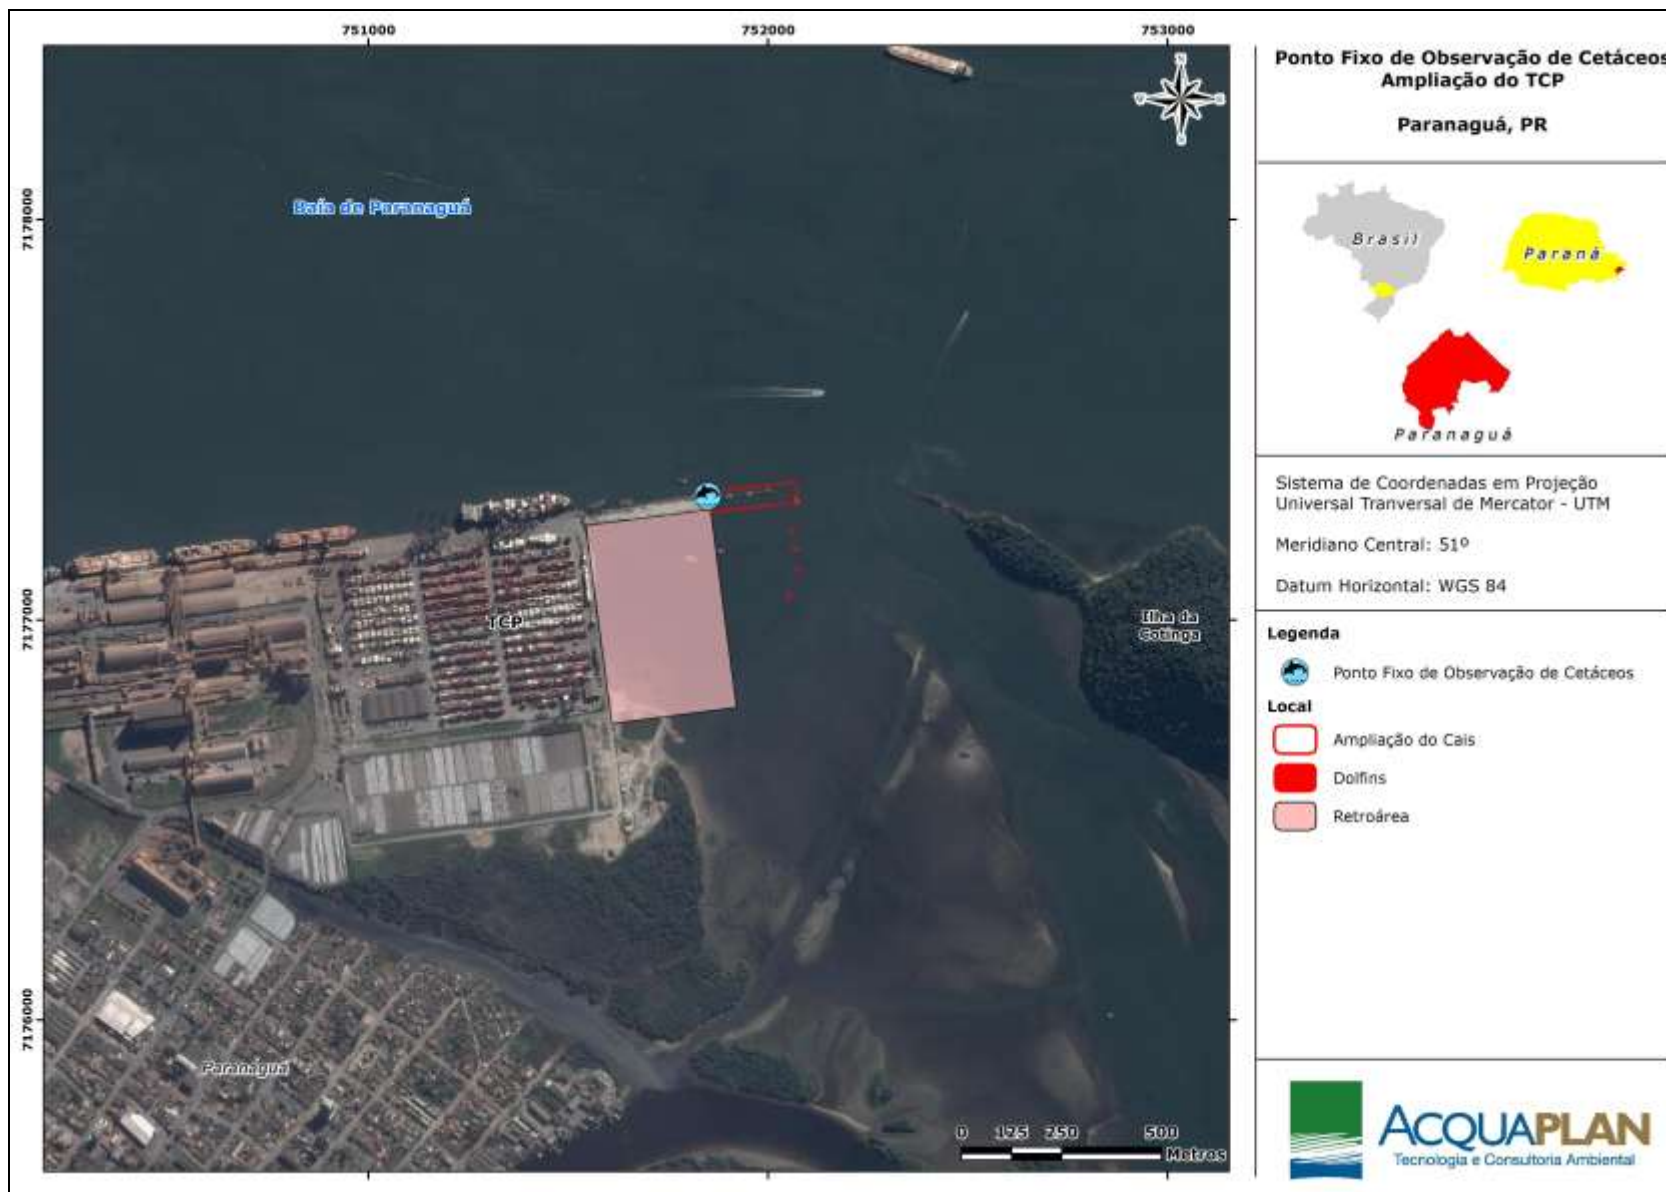 751000
752000
753000
7178000
7177000
7176000
Baía de Paranaguá
TCP
Ilha da
Cotinga
Paranaguá
0 125 250 500
Metros
N
S
Ponto Fixo de Observação de Cetáceos
Ampliação do TCP
Paranaguá, PR
Brasil
Paraná
Paranaguá
Sistema de Coordenadas em Projeção
Universal Tranversal de Mercator - UTM
Meridiano Central: 51º
Datum Horizontal: WGS 84
Legenda
Ponto Fixo de Observação de Cetáceos
Local
Ampliação do Cais
Dolfins
Retroárea
ACQUAPLAN
Tecnologia e Consultoria Ambiental